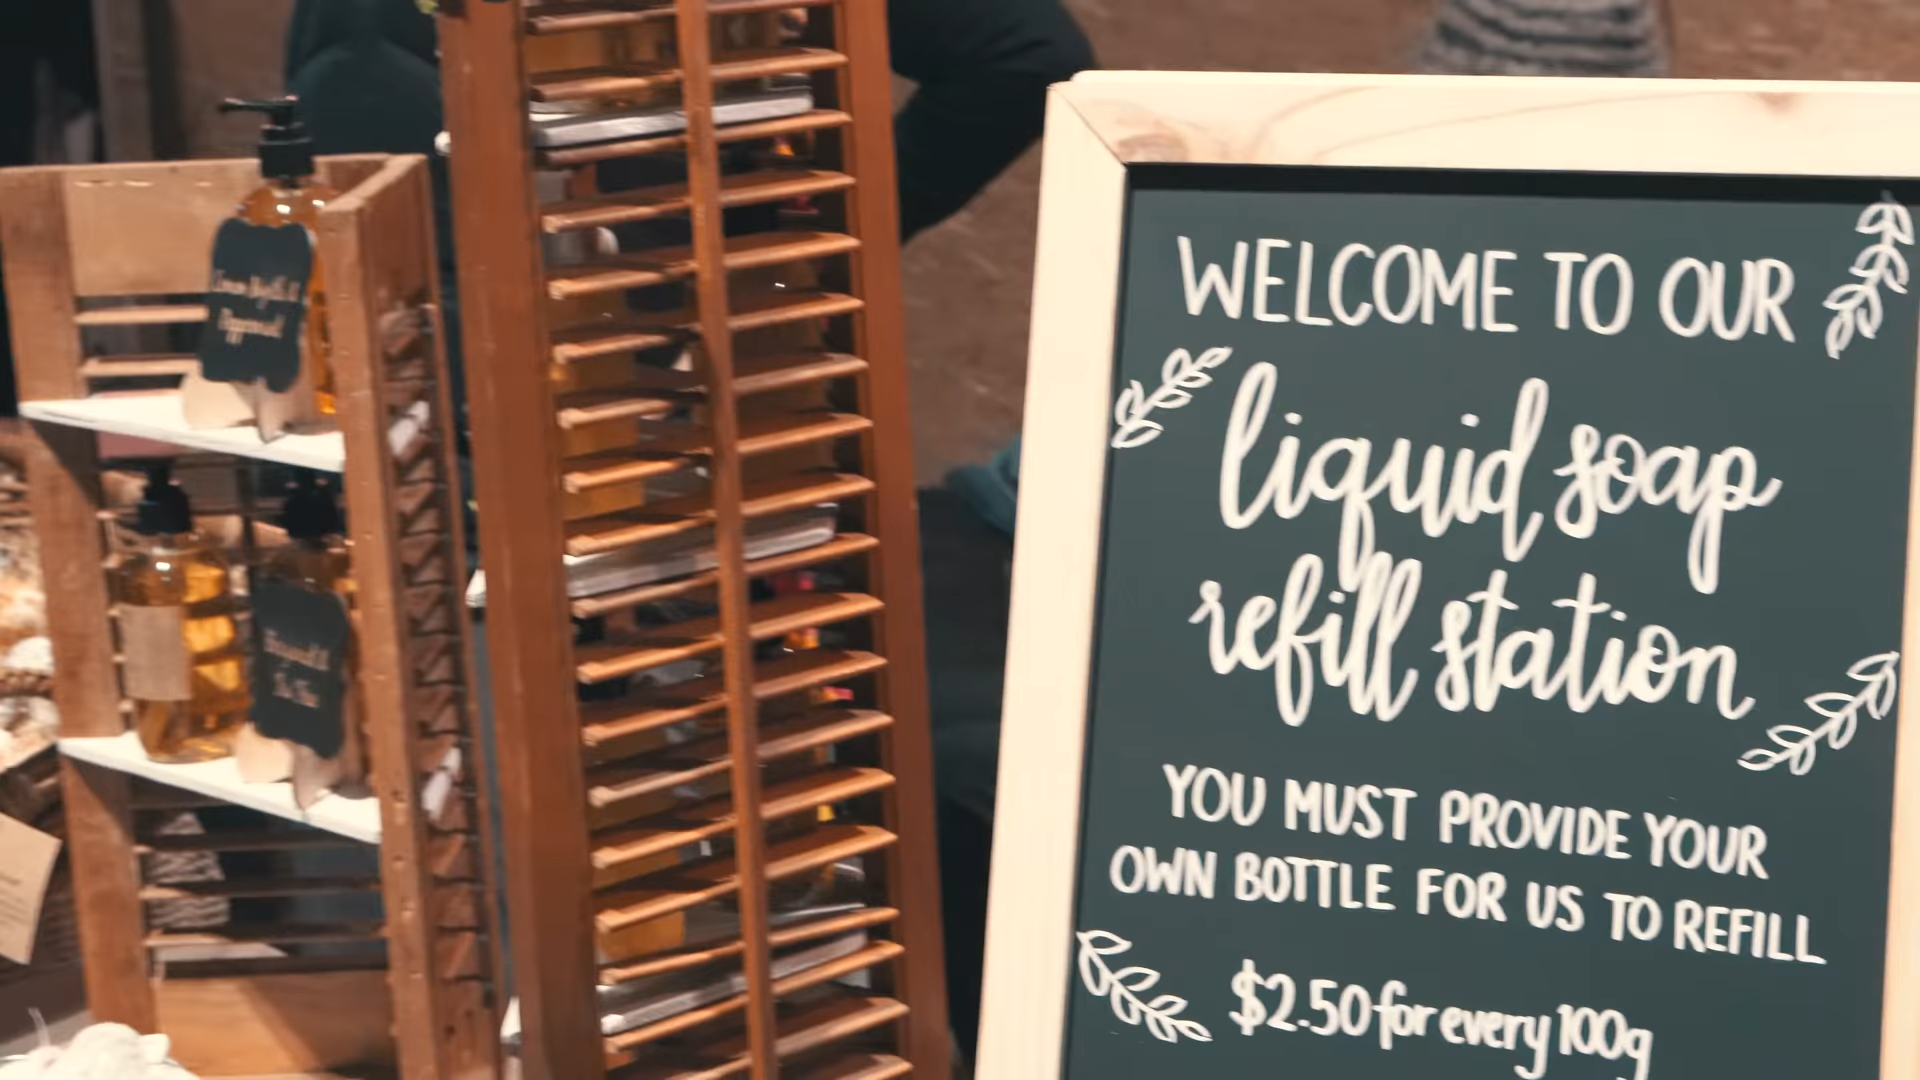 WELCOME TO OUR
liquid soap
refill station
YOU MUST PROVIDE YOUR
OWN BOTTLE FOR US TO REFILL
$2.50 for every 100g